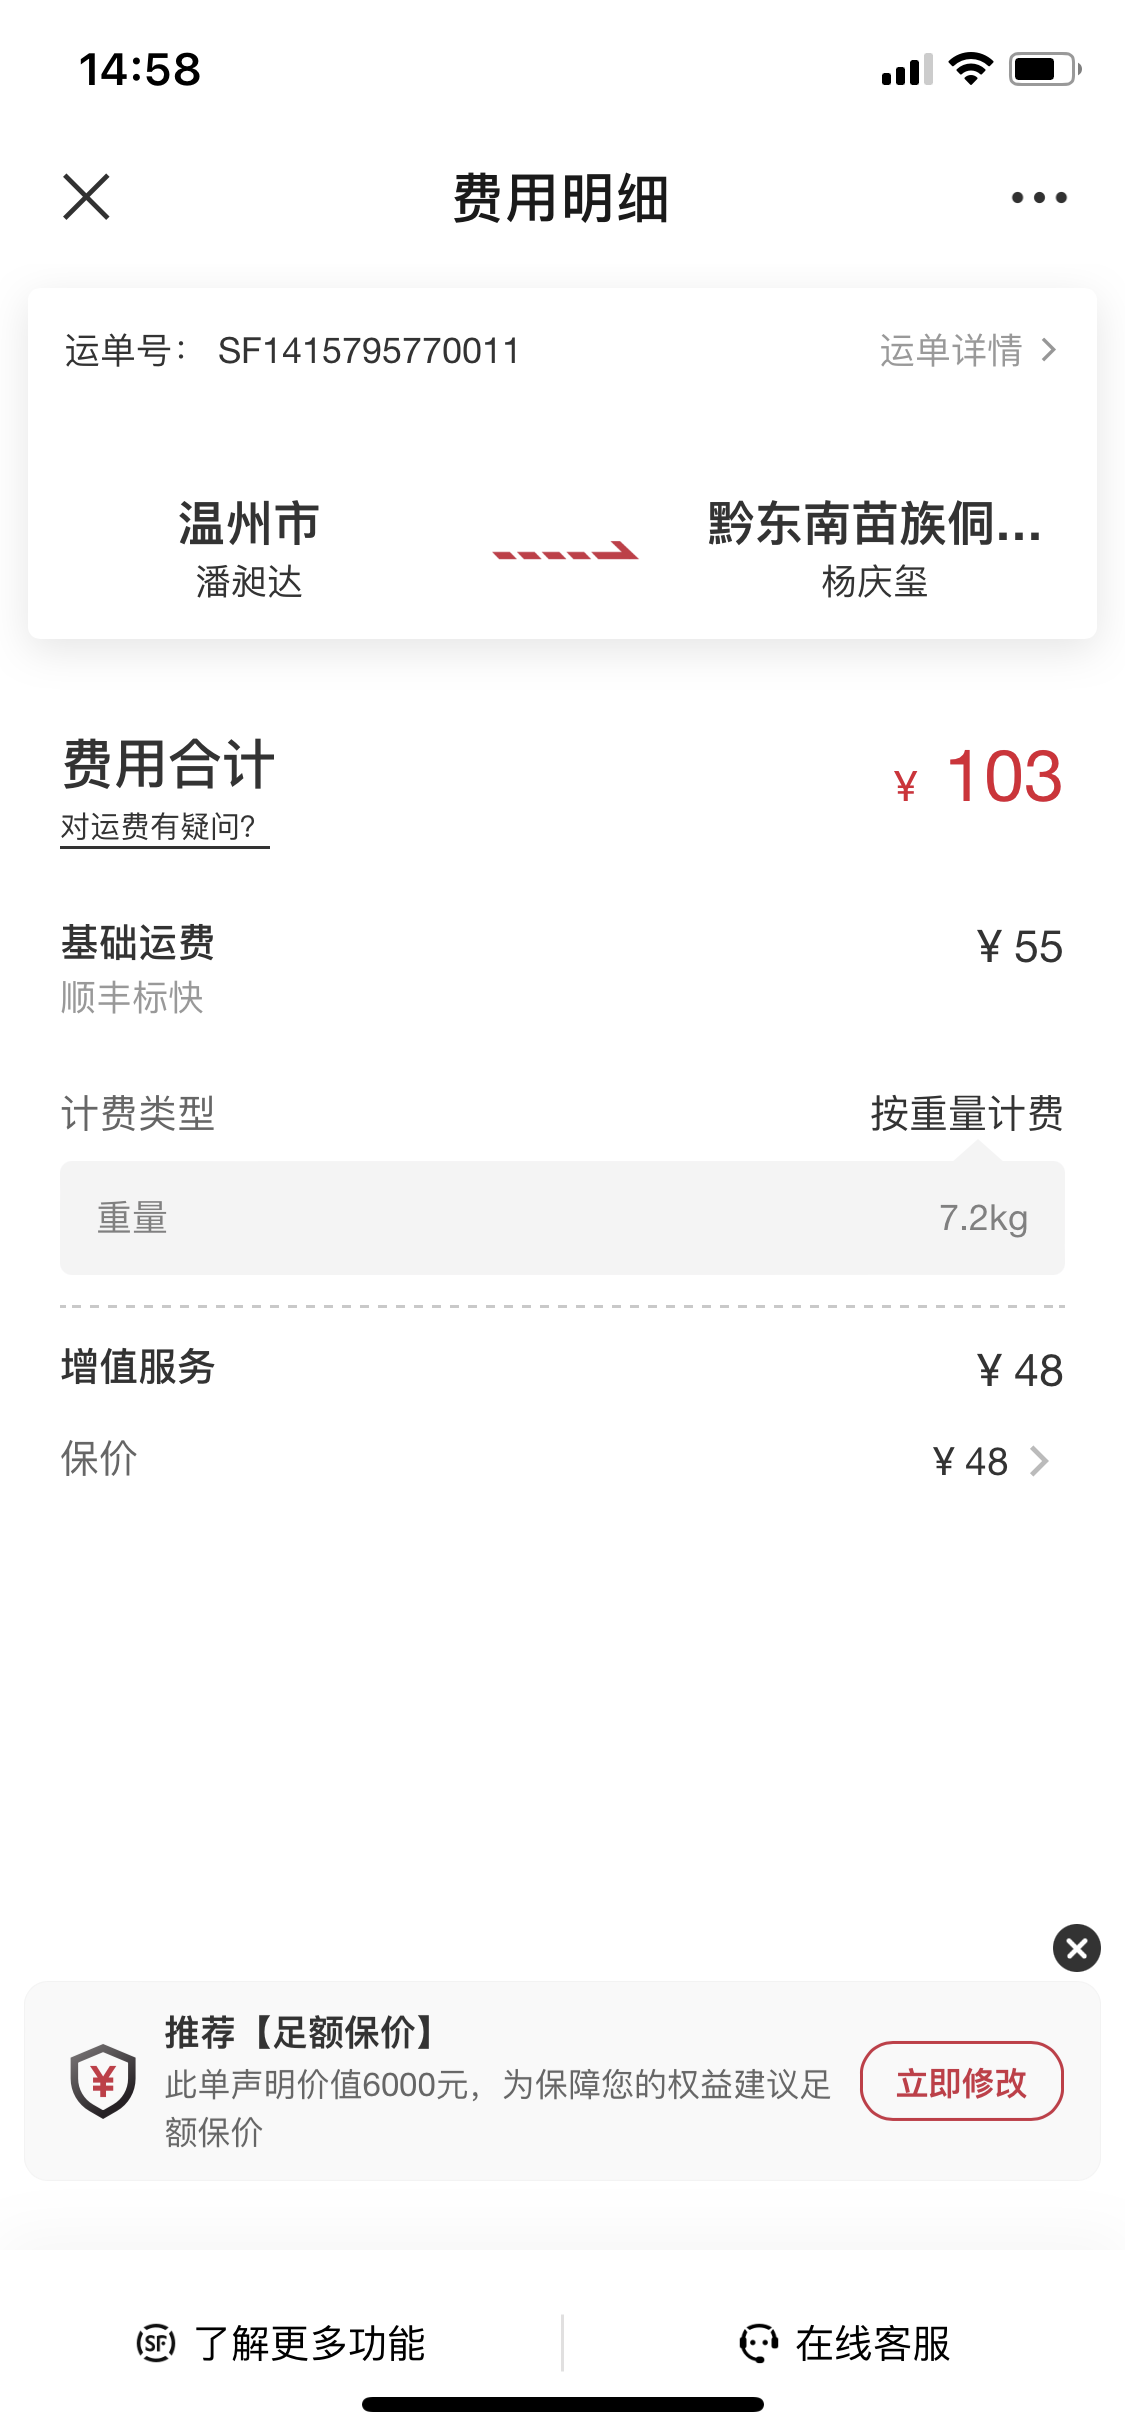 14:58
费用明细
运单号： SF1415795770011 运单详情
温州市 黔东南苗族侗...
潘昶达 杨庆玺
费用合计 ¥ 103
对运费有疑问?
基础运费 ¥ 55
顺丰标快
计费类型 按重量计费
重量 7.2kg
增值服务 ¥ 48
保价 ¥ 48
推荐【足额保价】
此单声明价值6000元，为保障您的权益建议足
额保价
立即修改
SF 了解更多功能 在线客服